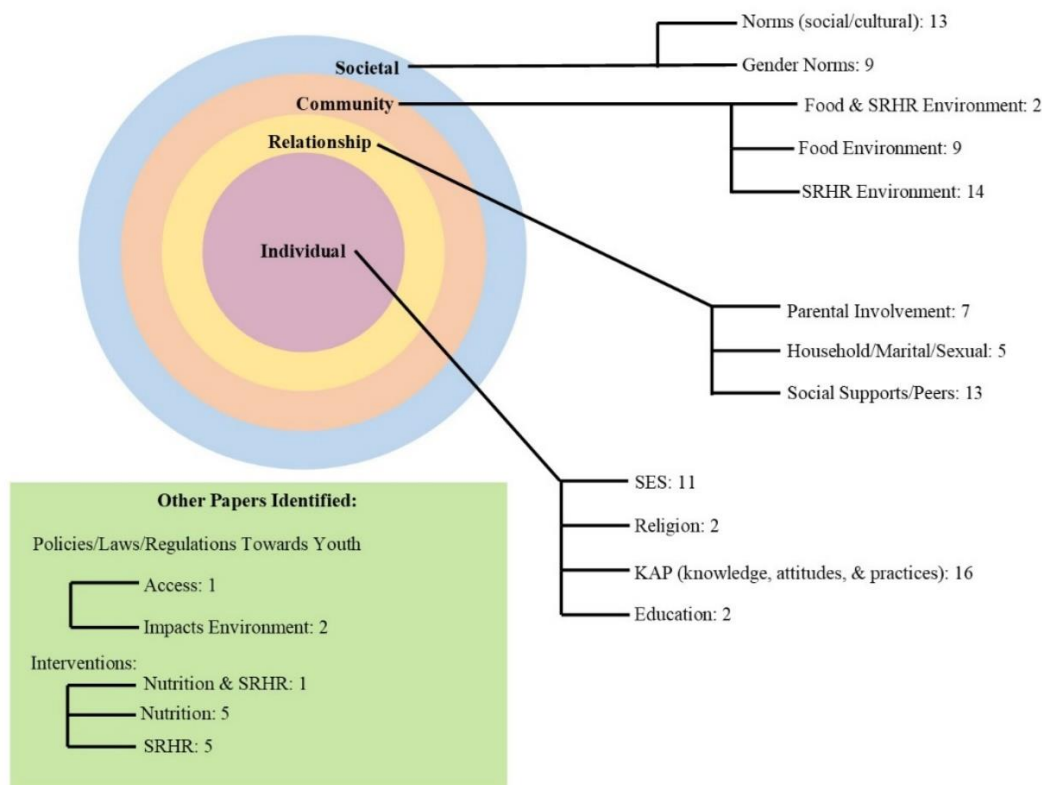 Societal
Norms (social/cultural): 13
Gender Norms: 9
Community
Food & SRHR Environment: 2
Food Environment: 9
SRHR Environment: 14
Relationship
Parental Involvement: 7
Household/Marital/Sexual: 5
Social Supports/Peers: 13
Individual
SES: 11
Religion: 2
KAP (knowledge, attitudes, & practices): 16
Education: 2
Other Papers Identified:
Policies/Laws/Regulations Towards Youth
Access: 1
Impacts Environment: 2
Interventions:
Nutrition & SRHR: 1
Nutrition: 5
SRHR: 5